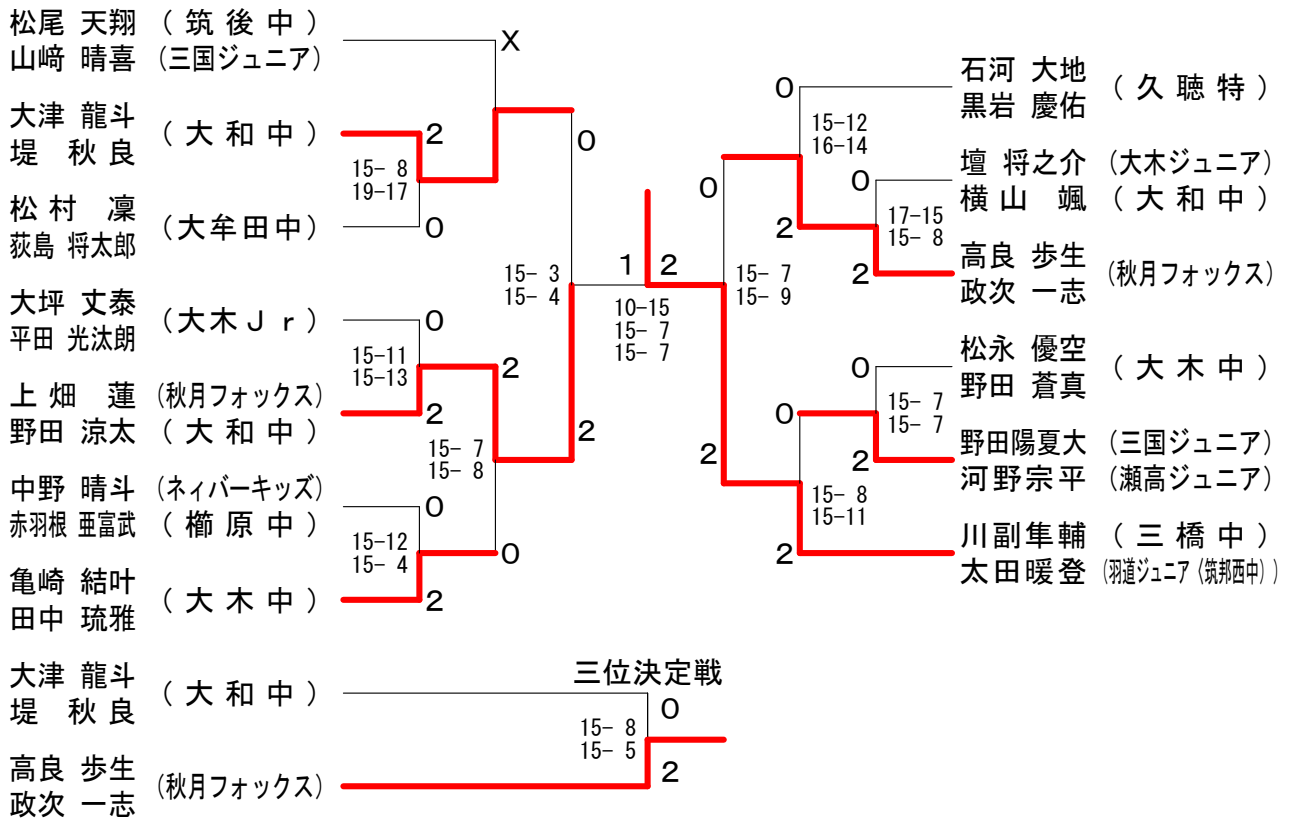 松尾 天翔 ( 筑 後 中 )
山﨑 晴喜 (三国ジュニア)
X
大津 龍斗
堤 秋良
( 大 和 中 )
2
15- 8
19-17
松村 凜
荻島 将太郎
(大牟田中)
0
0
大坪 丈泰
平田 光汰朗
(大木Jr)
0
15-11
15-13
上畑 蓮 (秋月フォックス)
野田 涼太 ( 大 和 中 )
2
2
15- 3
15- 4
中野 晴斗 (ネィバーキッズ)
赤羽根 亜富武 ( 櫛 原 中 )
0
15- 7
15- 8
2
15-12
15- 4
0
亀崎 結叶
田中 琉雅
( 大 木 中 )
2
1 2
10-15
15- 7
15- 7
石河 大地
黒岩 慶佑
( 久 聴 特 )
0
15-12
16-14
壇 将之介 (大木ジュニア)
横山 颯 ( 大 和 中 )
0
0
17-15
15- 8
2
高良 歩生
政次 一志
(秋月フォックス)
2
15- 7
15- 9
松永 優空
野田 蒼真
( 大 木 中 )
0
15- 7
15- 7
0
野田陽夏大 (三国ジュニア)
河野宗平 (瀬高ジュニア)
2
2
15- 8
15-11
川副隼輔 ( 三 橋 中 )
太田暖登 (羽道ジュニア(筑邦西中))
2
三位決定戦
大津 龍斗
堤 秋良
( 大 和 中 )
0
15- 8
15- 5
高良 歩生
政次 一志
(秋月フォックス)
2